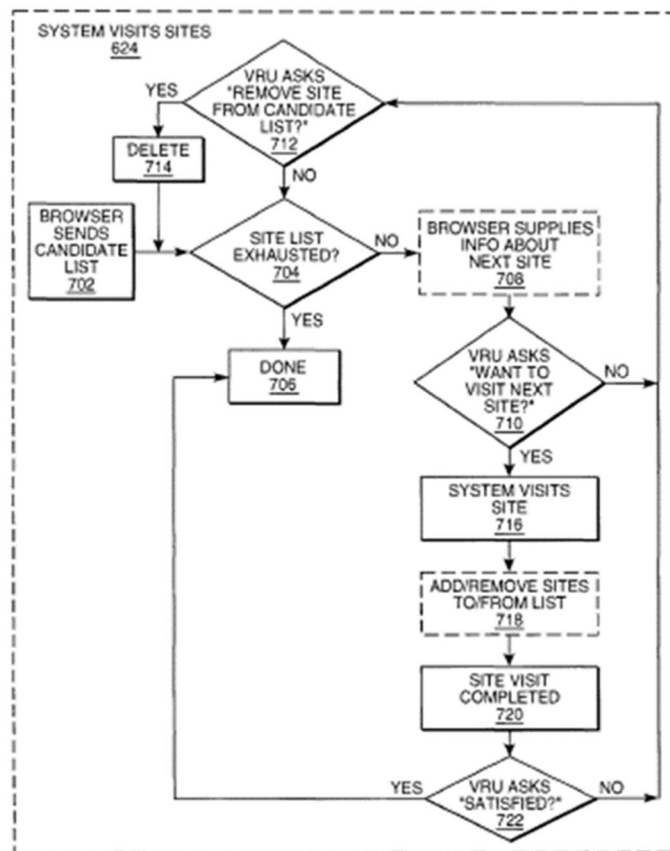 SYSTEM VISITS SITES
624
VRU ASKS
"REMOVE SITE
FROM CANDIDATE
LIST?"
712
YES
DELETE
714
NO
BROWSER
SENDS
CANDIDATE
LIST
702
SITE LIST
EXHAUSTED?
704
NO
BROWSER SUPPLIES
INFO ABOUT
NEXT SITE
708
YES
DONE
706
VRU ASKS
"WANT TO
VISIT NEXT
SITE?"
710
NO
YES
SYSTEM VISITS
SITE
716
ADD/REMOVE SITES
TO/FROM LIST
718
SITE VISIT
COMPLETED
720
YES
VRU ASKS
"SATISFIED?"
722
NO